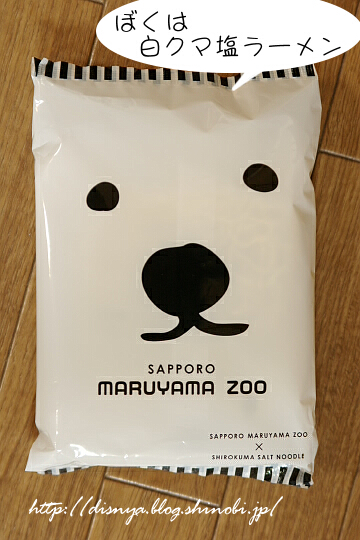 ぼくは
白クマ塩ラーメン
SAPPORO
MARUYAMA ZOO
SAPPORO MARUYAMA ZOO
×
SHIROKUMA SALT NOODLE
http://disnya.blog.shinobi.jp/